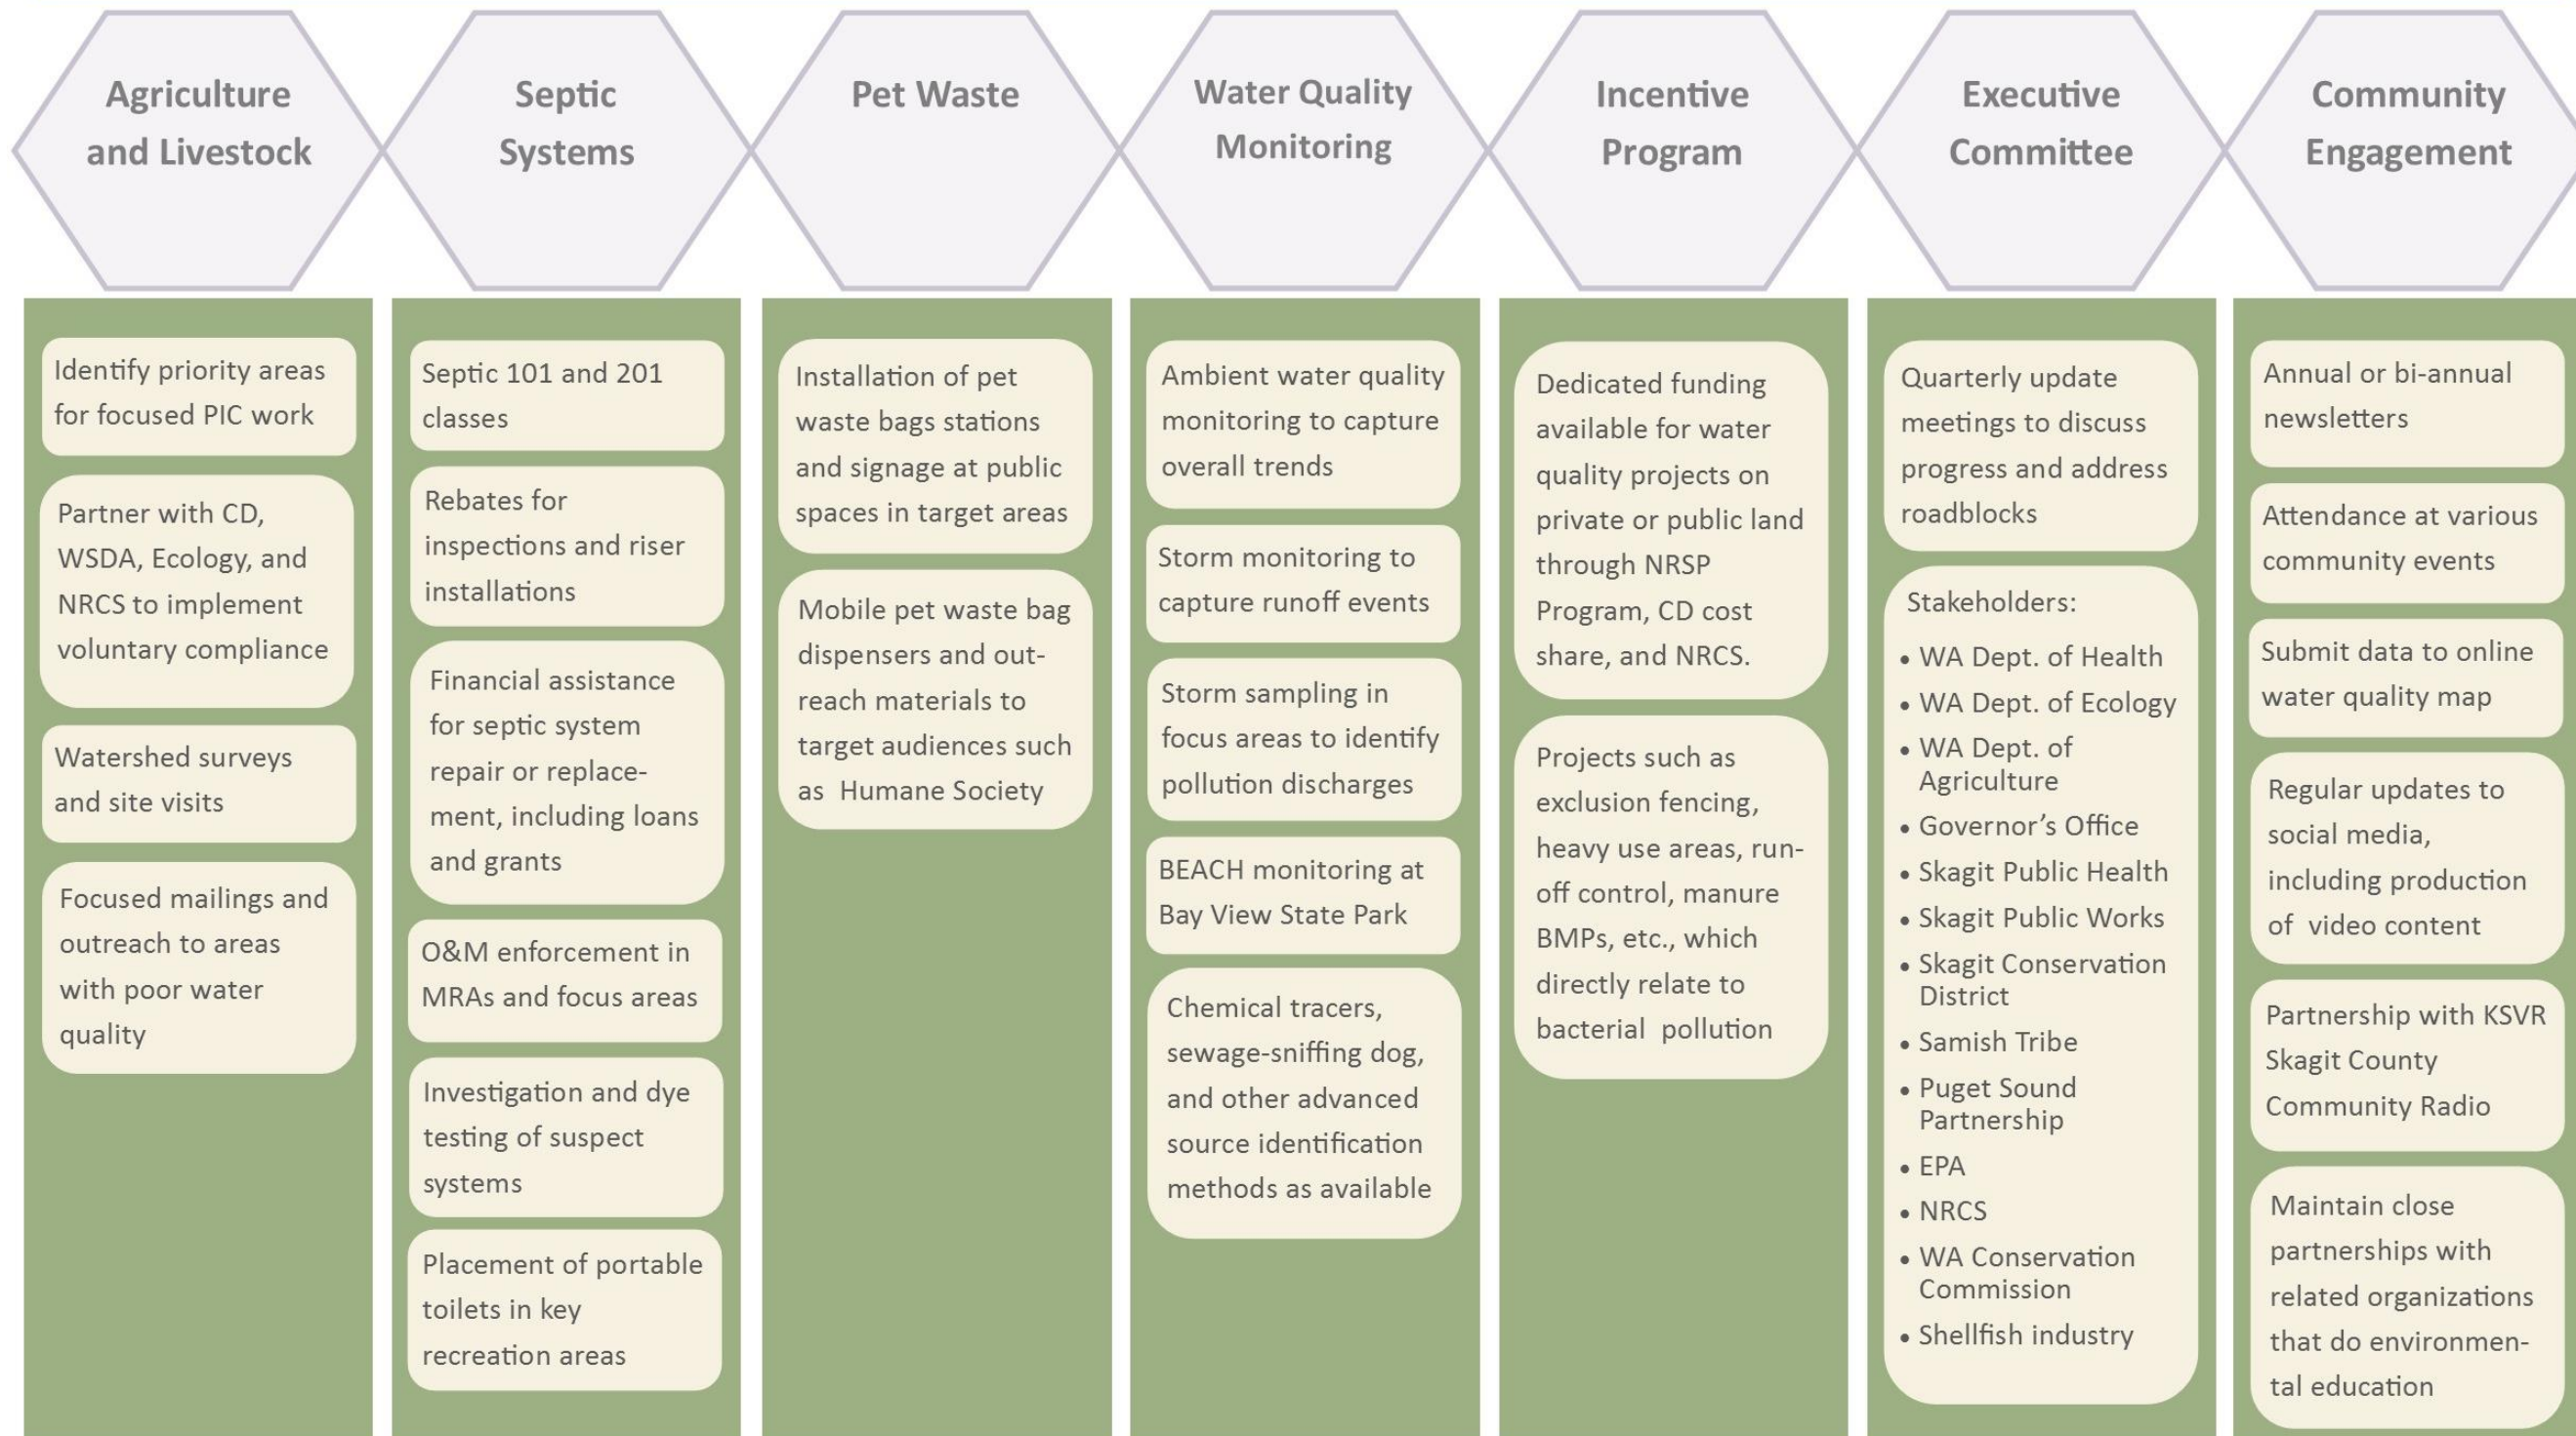 Agriculture
and Livestock
Identify priority areas
for focused PIC work
Partner with CD,
WSDA, Ecology, and
NRCS to implement
voluntary compliance
Watershed surveys
and site visits
Focused mailings and
outreach to areas
with poor water
quality
Septic
Systems
Septic 101 and 201
classes
Rebates for
inspections and riser
installations
Financial assistance
for septic system
repair or replace-
ment, including loans
and grants
O&M enforcement in
MRAs and focus areas
Investigation and dye
testing of suspect
systems
Placement of portable
toilets in key
recreation areas
Pet Waste
Installation of pet
waste bags stations
and signage at public
spaces in target areas
Mobile pet waste bag
dispensers and out-
reach materials to
target audiences such
as Humane Society
Water Quality
Monitoring
Ambient water quality
monitoring to capture
overall trends
Storm monitoring to
capture runoff events
Storm sampling in
focus areas to identify
pollution discharges
BEACH monitoring at
Bay View State Park
Chemical tracers,
sewage-sniffing dog,
and other advanced
source identification
methods as available
Incentive
Program
Dedicated funding
available for water
quality projects on
private or public land
through NRSP
Program, CD cost
share, and NRCS.
Projects such as
exclusion fencing,
heavy use areas, run-
off control, manure
BMPs, etc., which
directly relate to
bacterial pollution
Executive
Committee
Quarterly update
meetings to discuss
progress and address
roadblocks
Stakeholders:
• WA Dept. of Health
• WA Dept. of Ecology
• WA Dept. of
Agriculture
• Governor’s Office
• Skagit Public Health
• Skagit Public Works
• Skagit Conservation
District
• Samish Tribe
• Puget Sound
Partnership
• EPA
• NRCS
• WA Conservation
Commission
• Shellfish industry
Community
Engagement
Annual or bi-annual
newsletters
Attendance at various
community events
Submit data to online
water quality map
Regular updates to
social media,
including production
of video content
Partnership with KSVR
Skagit County
Community Radio
Maintain close
partnerships with
related organizations
that do environmen-
tal education